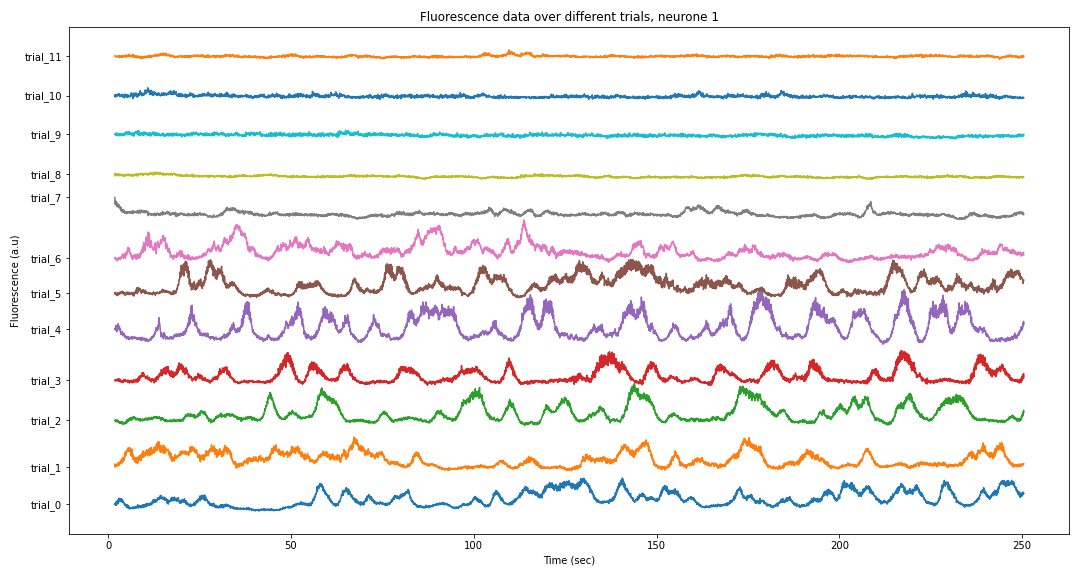 Fluorescence data over different trials, neurone 1
trial_11
trial_10
trial_9
trial_8
trial_7
trial_6
trial_5
trial_4
trial_3
trial_2
trial_1
trial_0
Fluorescence (a.u)
0 50 100 150 200 250
Time (sec)